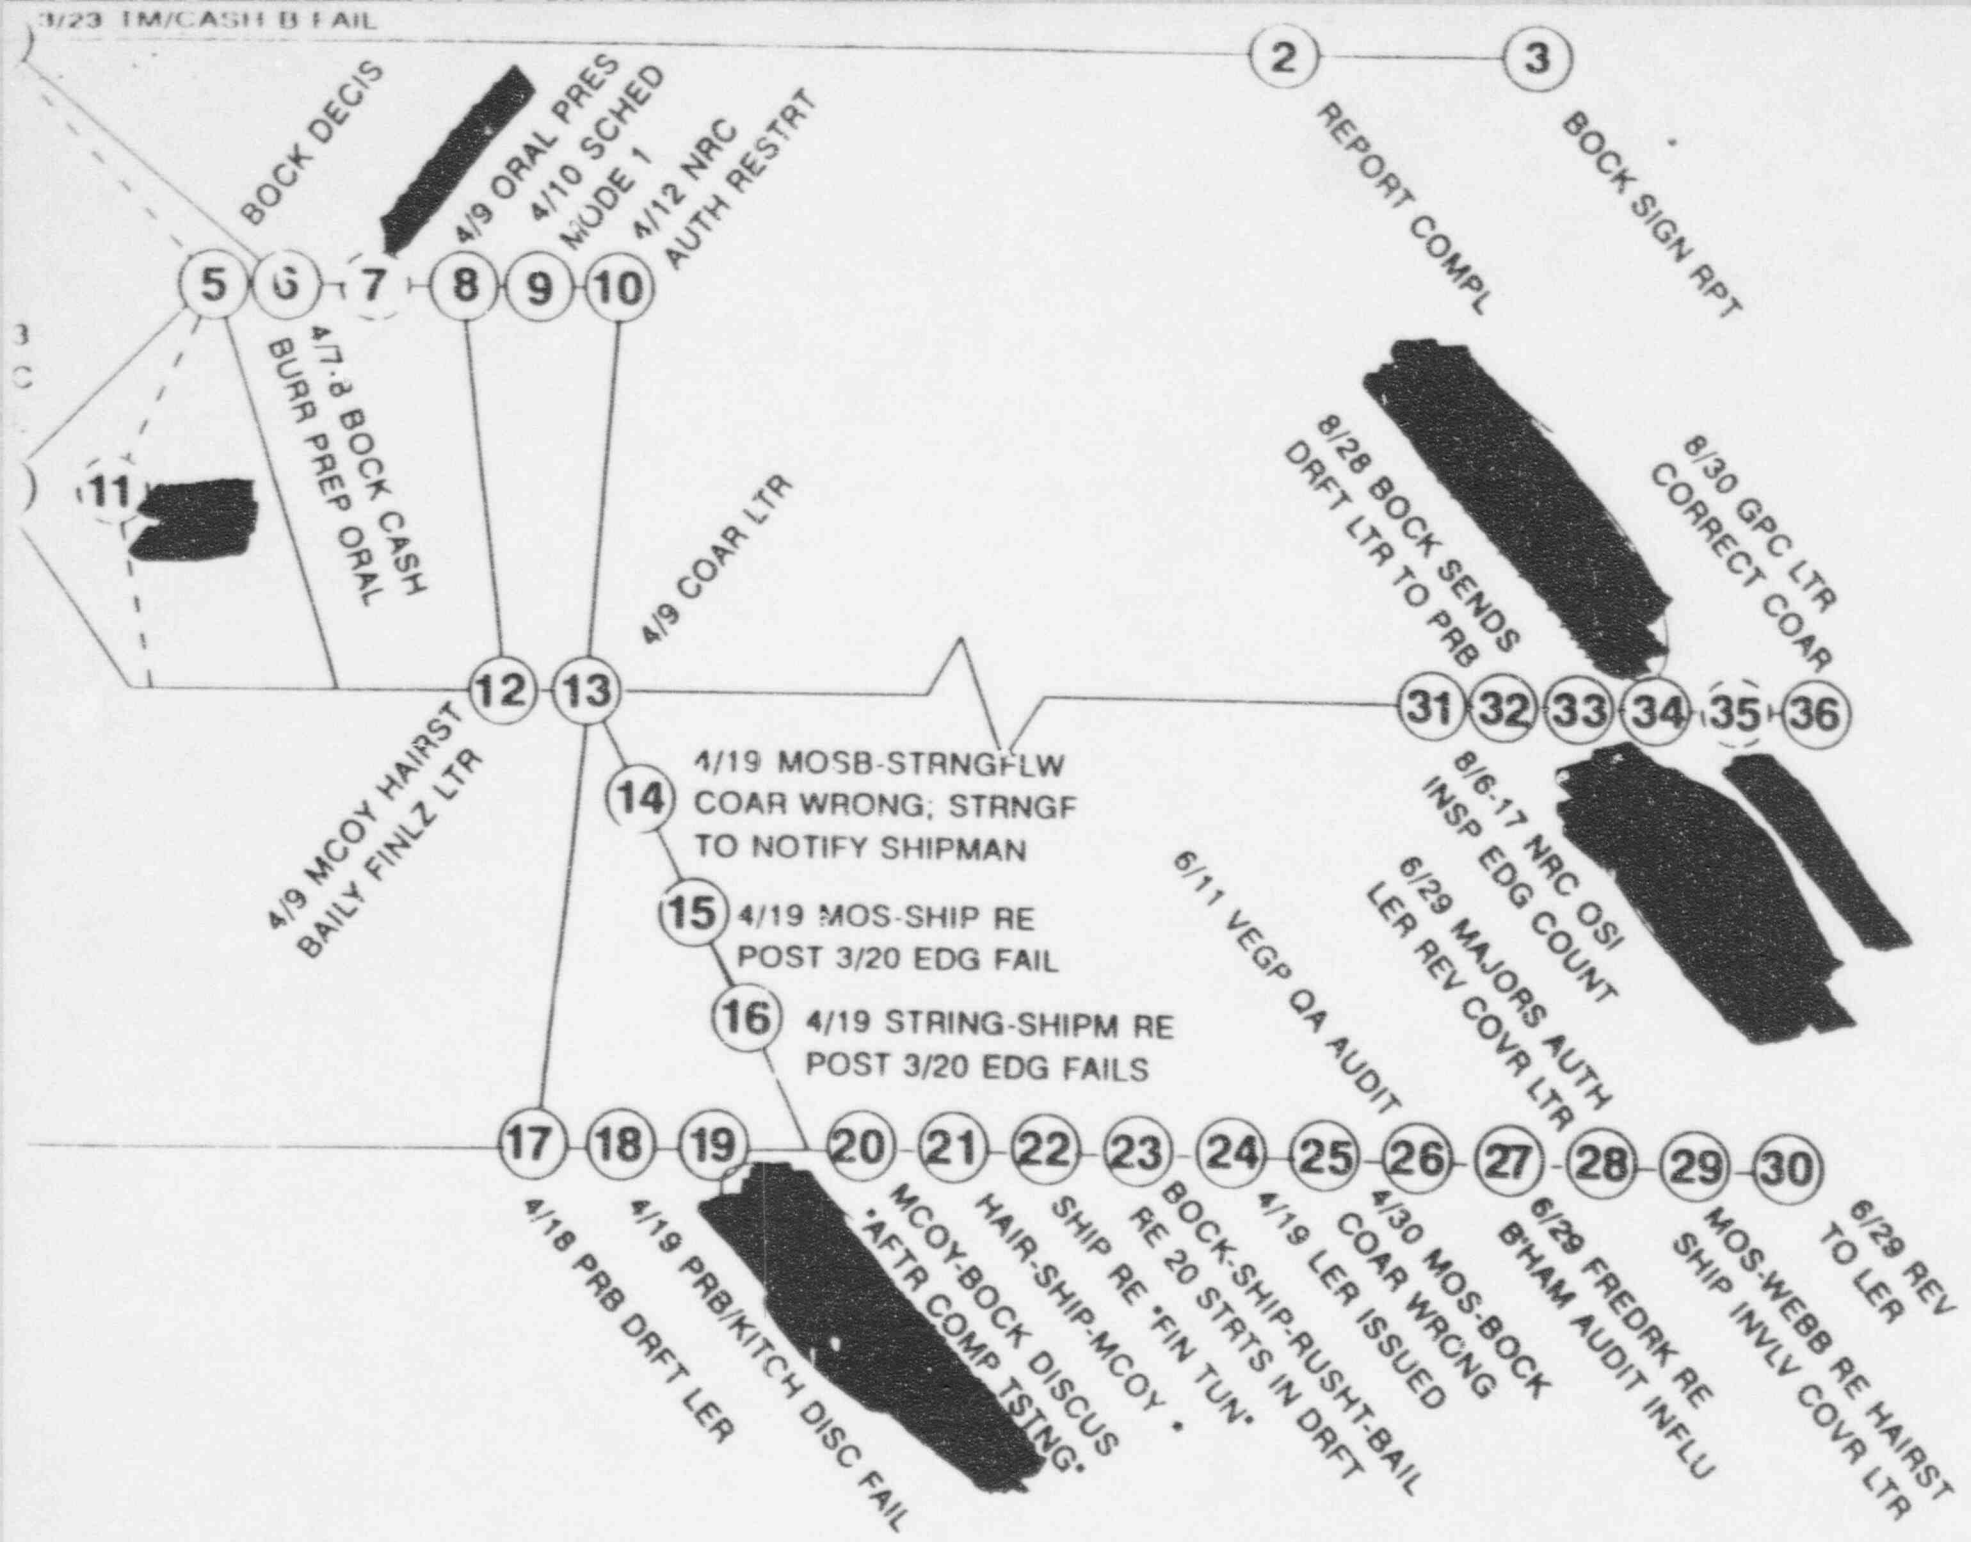 3/23 TM/CASH B FAIL
2
3
REPORT COMPL
BOCK SIGN RPT
BOCK DECIS
4/9 ORAL PRES
4/10 SCHED
MODE 1
4/12 NRC
AUTH RESTRT
5
6
7
8
9
10
4/7-8 BOCK CASH
BURR PREP ORAL
11
4/9 COAR LTR
8/28 BOCK SENDS
DRFT LTR TO PRB
8/30 GPC LTR
CORRECT COAR
12
13
31
32
33
34
35
36
4/9 MCOY HAIRST
BAILY FINLZ LTR
14
4/19 MOSB-STRNGFLW
COAR WRONG; STRNGF
TO NOTIFY SHIPMAN
15
4/19 MOS-SHIP RE
POST 3/20 EDG FAIL
16
4/19 STRING-SHIPM RE
POST 3/20 EDG FAILS
8/6-17 NRC OSI
INSP EDG COUNT
6/29 MAJORS AUTH
LER REV COVR LTR
6/11 VEGP QA AUDIT
17
18
19
20
21
22
23
24
25
26
27
28
29
30
4/18 PRB DRFT LER
4/19 PRB/KITCH DISC FAIL
MCOY-BOCK DISCUS
"AFTR COMP TSTNG"
HAIR-SHIP-MCOY "
SHIP RE "FIN TUN"
BOCK-SHIP-RUSHT-BAIL
RE 20 STRTS IN DRFT
4/19 LER ISSUED
4/30 MOS-BOCK
COAR WRONG
6/29 FREDRK RE
B'HAM AUDIT INFLU
MOS-WEBB RE HAIRST
SHIP INVLV COVR LTR
6/29 REV
TO LER